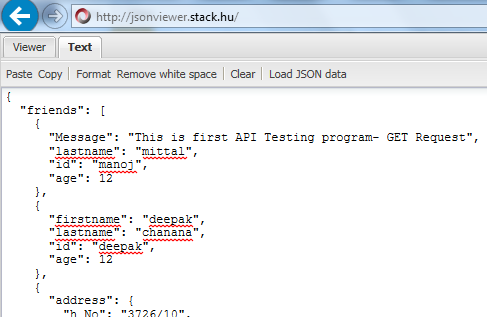 http://jsonviewer.stack.hu/
Viewer Text
Paste Copy Format Remove white space Clear Load JSON data
{
"friends": [
{
"Message": "This is first API Testing program- GET Request",
"lastname": "mittal",
"id": "manoj",
"age": 12
},
{
"firstname": "deepak",
"lastname": "chanana",
"id": "deepak",
"age": 12
},
{
"address": {
"h_No": "3726/10",